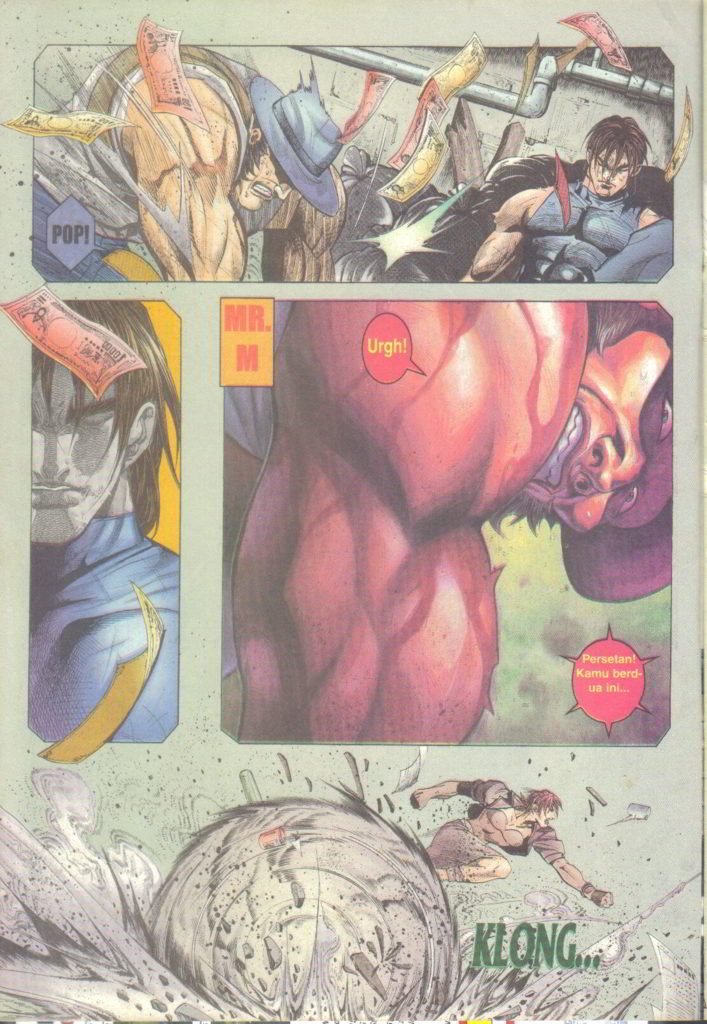 POP!
MR.
M
Urgh!
Persetan!
Kamu berd-
ua ini...
KLONG...